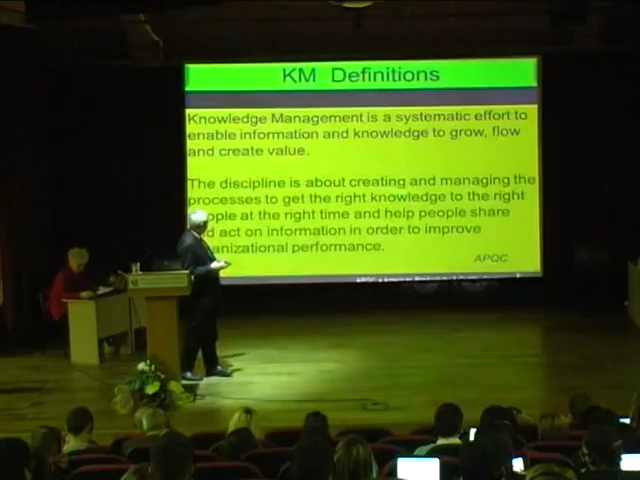 KM Definitions
Knowledge Management is a systematic effort to
enable information and knowledge to grow, flow
and create value.
The discipline is about creating and managing the
processes to get the right knowledge to the right
ople at the right time and help people share
d act on information in order to improve
anizational performance.
APQC